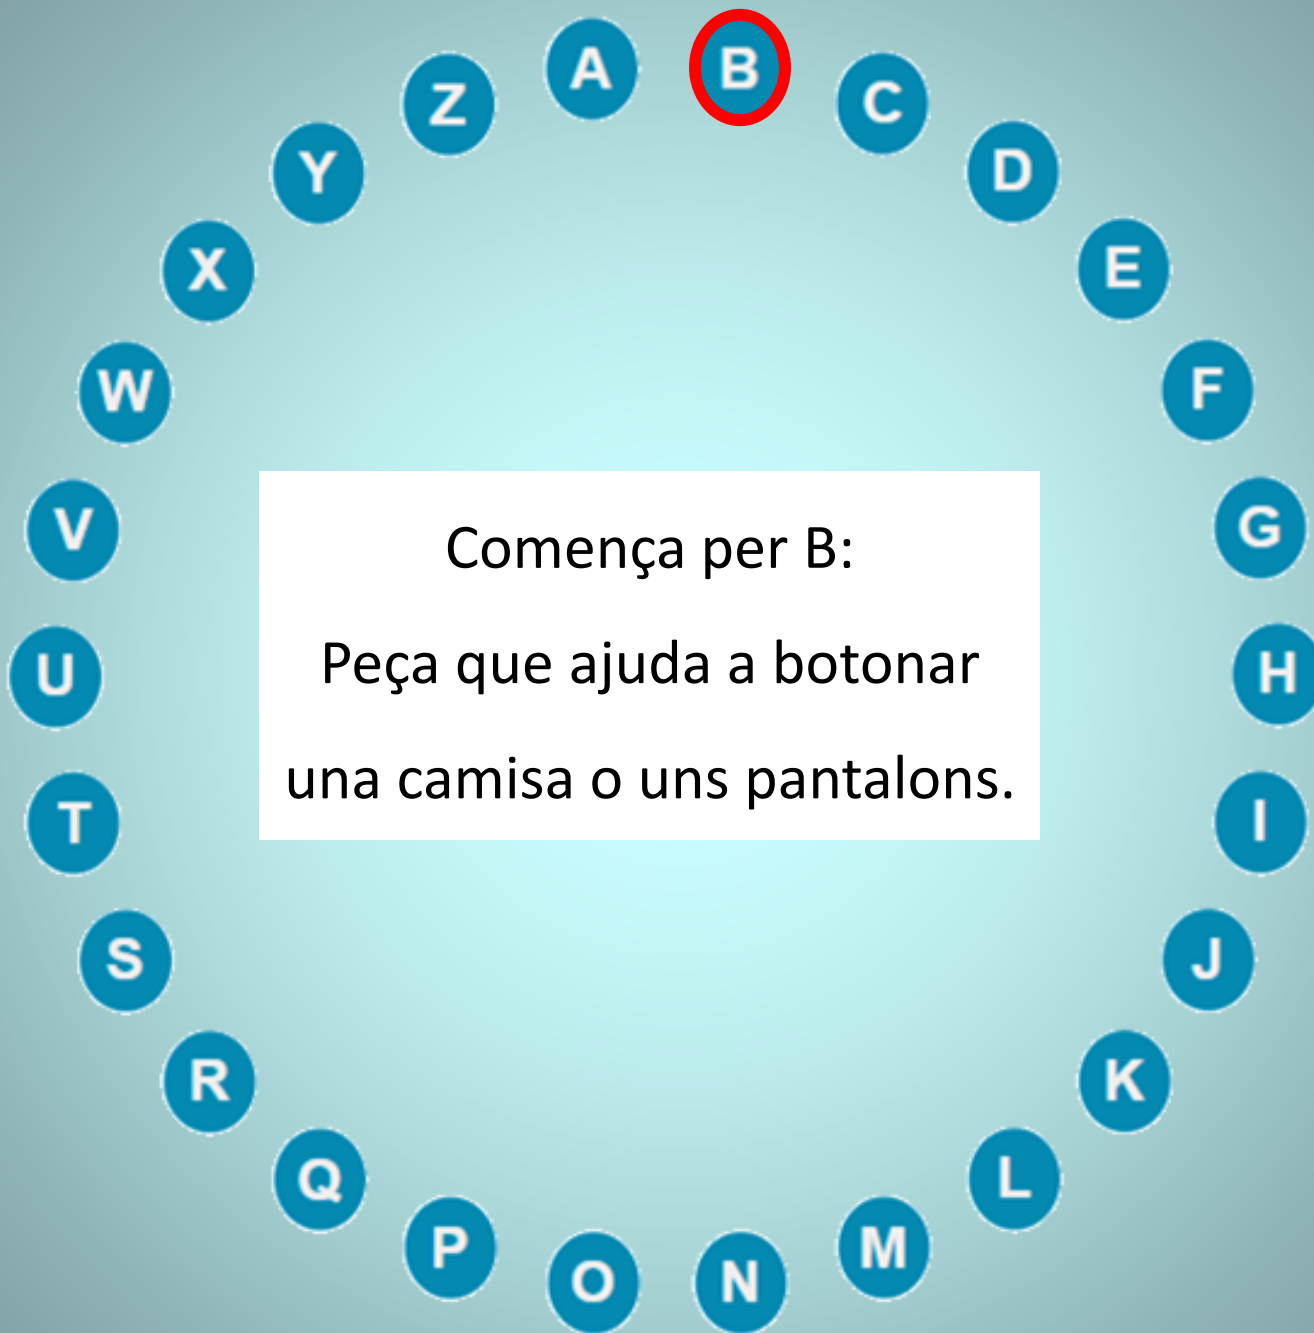 A
B
C
D
E
F
G
H
I
J
K
L
M
N
O
P
Q
R
S
T
U
V
W
X
Y
Z
Comença per B:
Peça que ajuda a botonar
una camisa o uns pantalons.